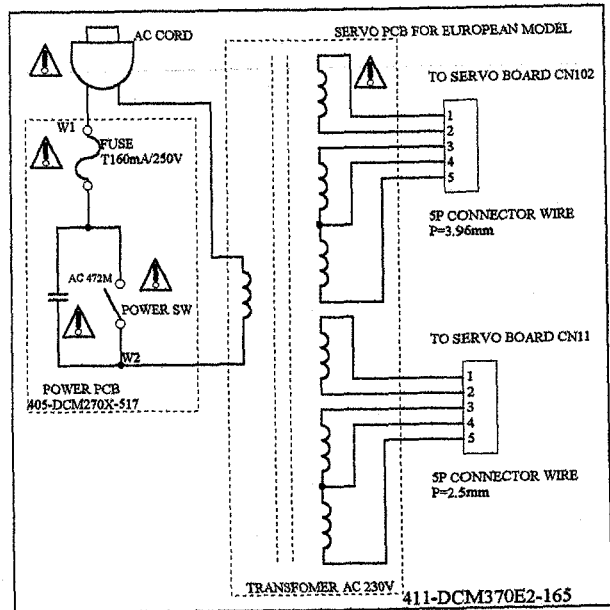 AC CORD
SERVO PCB FOR EUROPEAN MODEL
TO SERVO BOARD CN102
W1
FUSE
T160mA/250V
1
2
3
4
5
5P CONNECTOR WIRE
P=3.96mm
AC 472M
POWER SW
W2
POWER PCB
405-DCM270X-517
TO SERVO BOARD CN11
1
2
3
4
5
5P CONNECTOR WIRE
P=2.5mm
TRANSFOMER AC 230V
411-DCM370E2-165